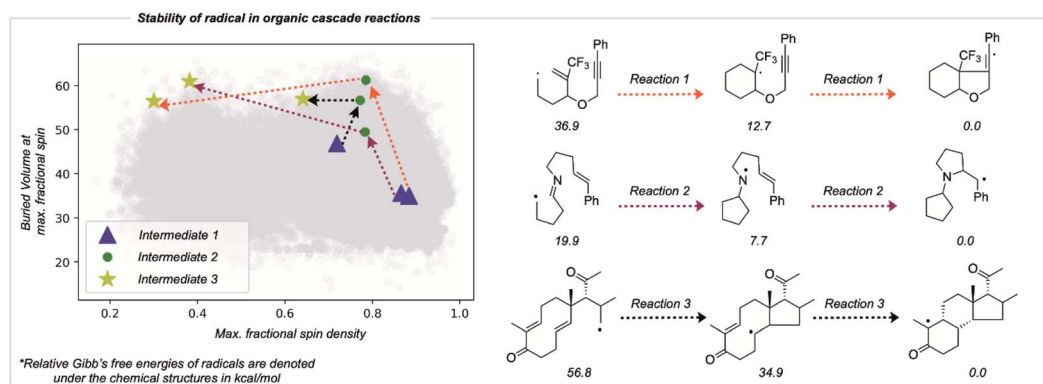 Stability of radical in organic cascade reactions
Buried Volume at
max. fractional spin
60
50
40
30
20
Intermediate 1
Intermediate 2
Intermediate 3
0.2
0.4
0.6
0.8
1.0
Max. fractional spin density
*Relative Gibb's free energies of radicals are denoted
under the chemical structures in kcal/mol
Ph
CF3
O
36.9
Reaction 1
Ph
CF3
O
12.7
Reaction 1
Ph
CF3
O
0.0
N
Ph
19.9
Reaction 2
N
Ph
7.7
Reaction 2
N
Ph
0.0
O
O
56.8
Reaction 3
O
O
34.9
Reaction 3
O
O
0.0